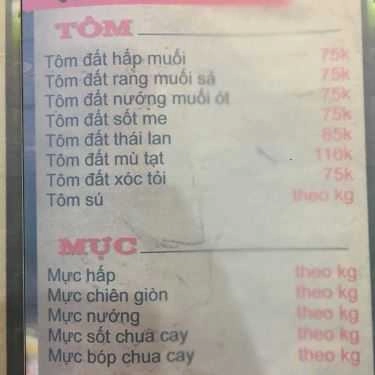 TÔM
Tôm đất hấp muối 75k
Tôm đất rang muối sả 75k
Tôm đất nướng muối ớt 75k
Tôm đất sốt me 75k
Tôm đất thái lan 85k
Tôm đất mù tạt 116k
Tôm đất xóc tỏi 75k
Tôm sú theo kg
MỰC
Mực hấp theo kg
Mực chiên giòn theo kg
Mực nướng theo kg
Mực sốt chua cay theo kg
Mực bóp chua cay theo kg